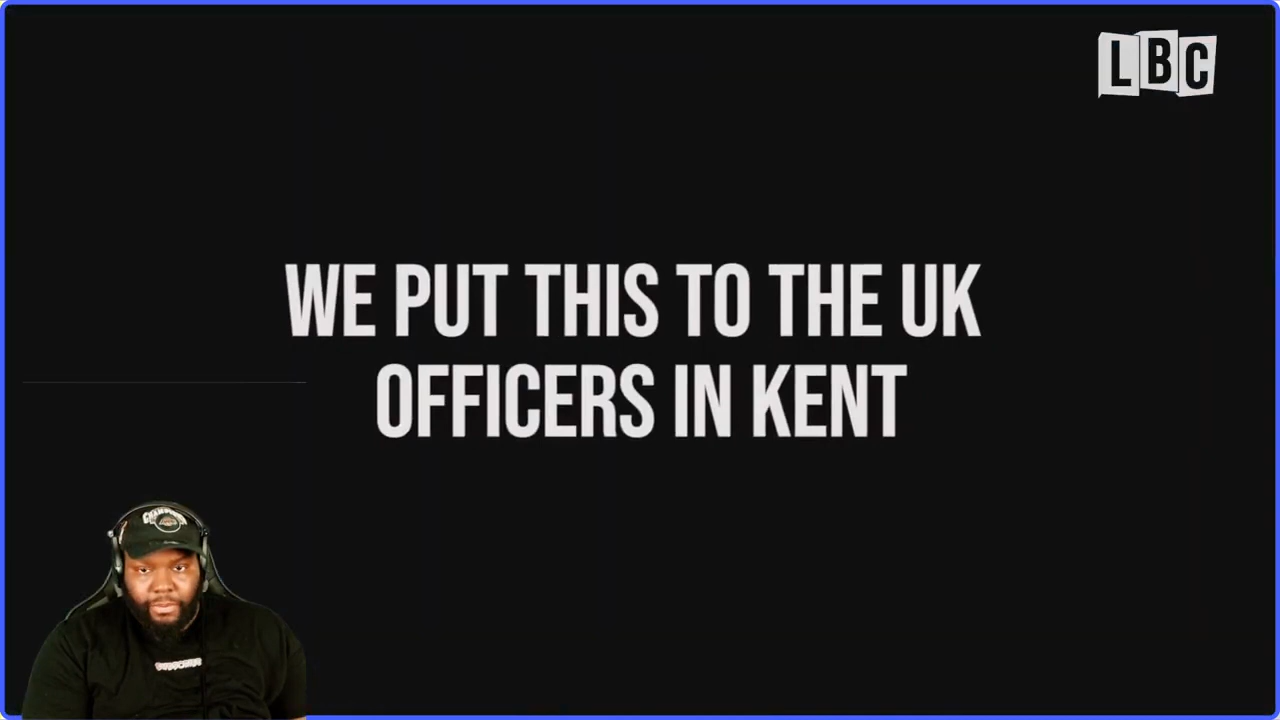 LBC
WE PUT THIS TO THE UK
OFFICERS IN KENT